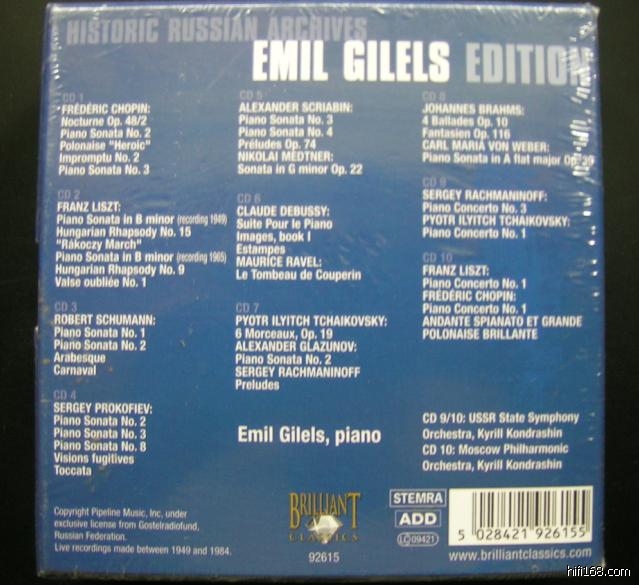 HISTORIC RUSSIAN ARCHIVES
EMIL GILELS EDITION
CD 1
FRÉDÉRIC CHOPIN:
Nocturne Op. 48/2
Piano Sonata No. 2
Polonaise "Heroic"
Impromptu No. 2
Piano Sonata No. 3
CD 2
FRANZ LISZT:
Piano Sonata in B minor (recording 1949)
Hungarian Rhapsody No. 15
"Rákoczy March"
Piano Sonata in B minor (recording 1965)
Hungarian Rhapsody No. 9
Valse oubliée No. 1
CD 3
ROBERT SCHUMANN:
Piano Sonata No. 1
Piano Sonata No. 2
Arabesque
Carnaval
CD 4
SERGEY PROKOFIEV:
Piano Sonata No. 2
Piano Sonata No. 3
Piano Sonata No. 8
Visions fugitives
Toccata
CD 5
ALEXANDER SCRIABIN:
Piano Sonata No. 3
Piano Sonata No. 4
Préludes Op. 74
NIKOLAI MEDTNER:
Sonata in G minor Op. 22
CD 6
CLAUDE DEBUSSY:
Suite Pour le Piano
Images, book I
Estampes
MAURICE RAVEL:
Le Tombeau de Couperin
CD 7
PYOTR ILYITCH TCHAIKOVSKY:
6 Morceaux, Op. 19
ALEXANDER GLAZUNOV:
Piano Sonata No. 2
SERGEY RACHMANINOFF
Preludes
CD 8
JOHANNES BRAHMS:
4 Ballades Op. 10
Fantasien Op. 116
CARL MARIA VON WEBER:
Piano Sonata in A flat major Op. 39
CD 9
SERGEY RACHMANINOFF:
Piano Concerto No. 3
PYOTR ILYITCH TCHAIKOVSKY:
Piano Concerto No. 1
CD 10
FRANZ LISZT:
Piano Concerto No. 1
FRÉDÉRIC CHOPIN:
Piano Concerto No. 1
ANDANTE SPIANATO ET GRANDE
POLONAISE BRILLANTE
Emil Gilels, piano
CD 9/10: USSR State Symphony
Orchestra, Kyrill Kondrashin
CD 10: Moscow Philharmonic
Orchestra, Kyrill Kondrashin
Copyright Pipeline Music, Inc, under
exclusive license from Gostelradiofund,
Russian Federation.
Live recordings made between 1949 and 1984.
BRILLIANT
CLASSICS
92615
STEMRA
ADD
LC 09421
5 028421 926155
www.brilliantclassics.com
hifi168.com